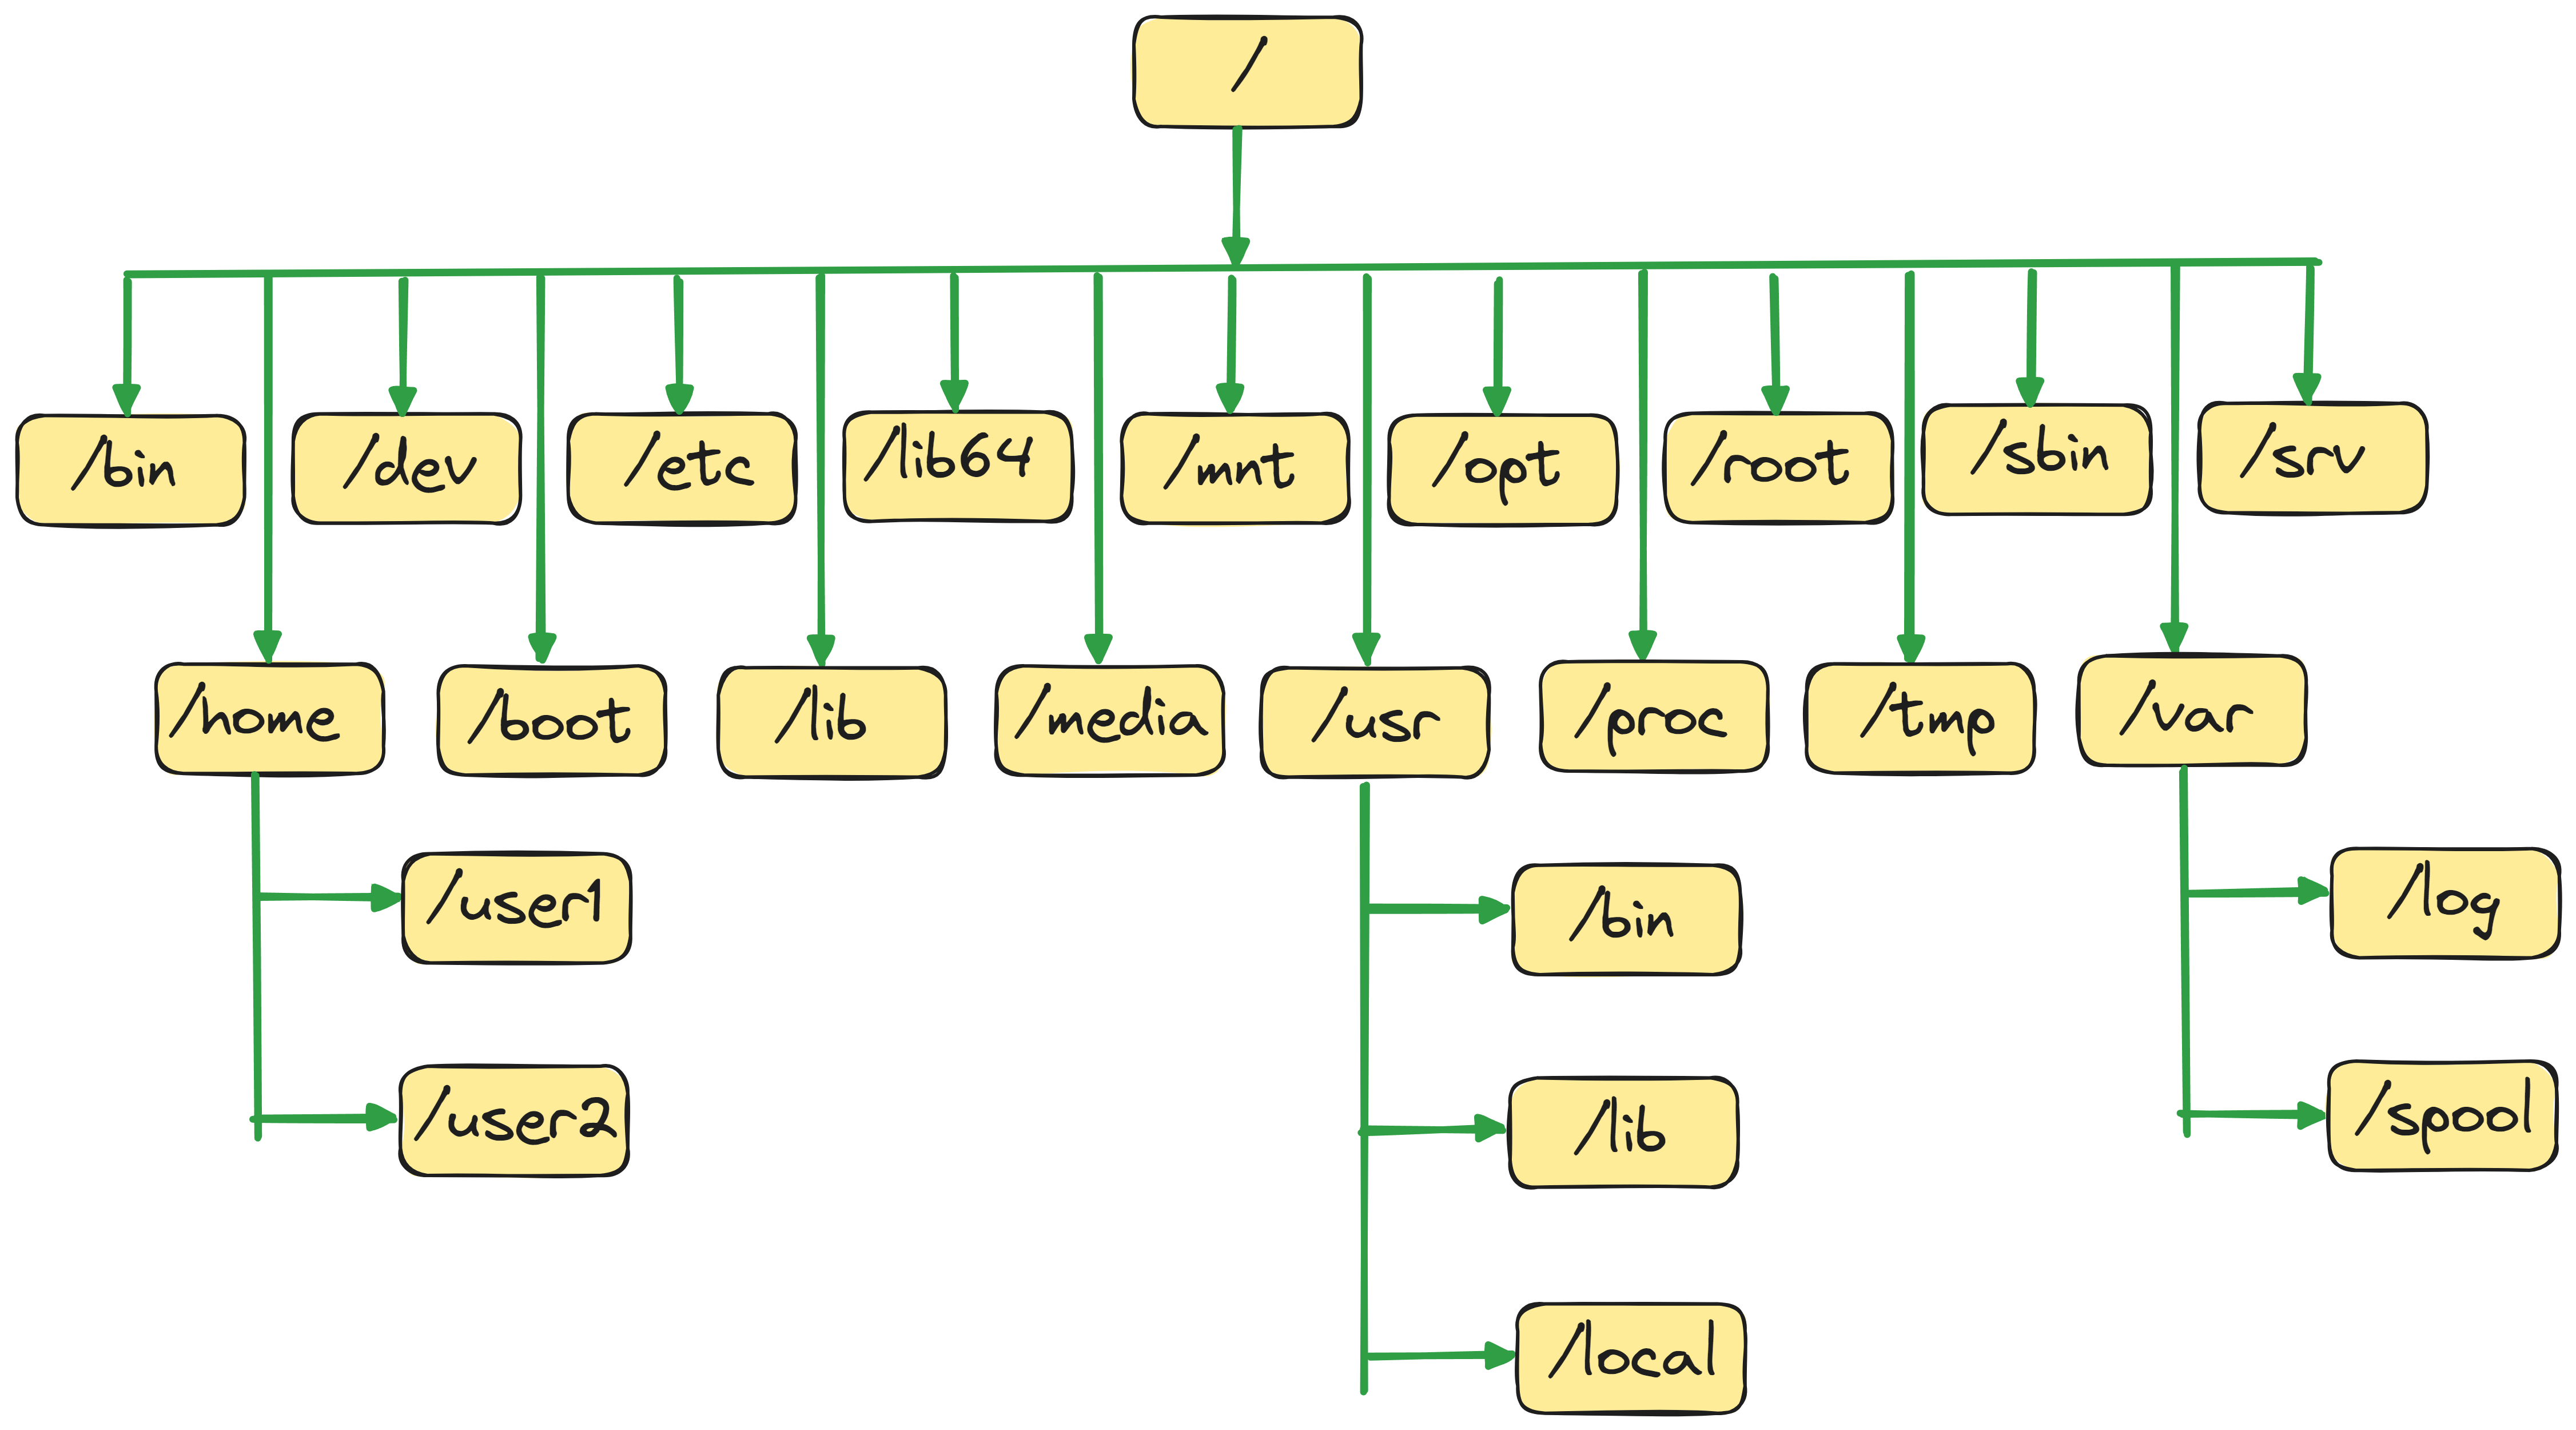 /
/bin
/dev
/etc
/lib64
/mnt
/opt
/root
/sbin
/srv
/home
/boot
/lib
/media
/usr
/proc
/tmp
/var
/user1
/bin
/log
/user2
/lib
/spool
/local